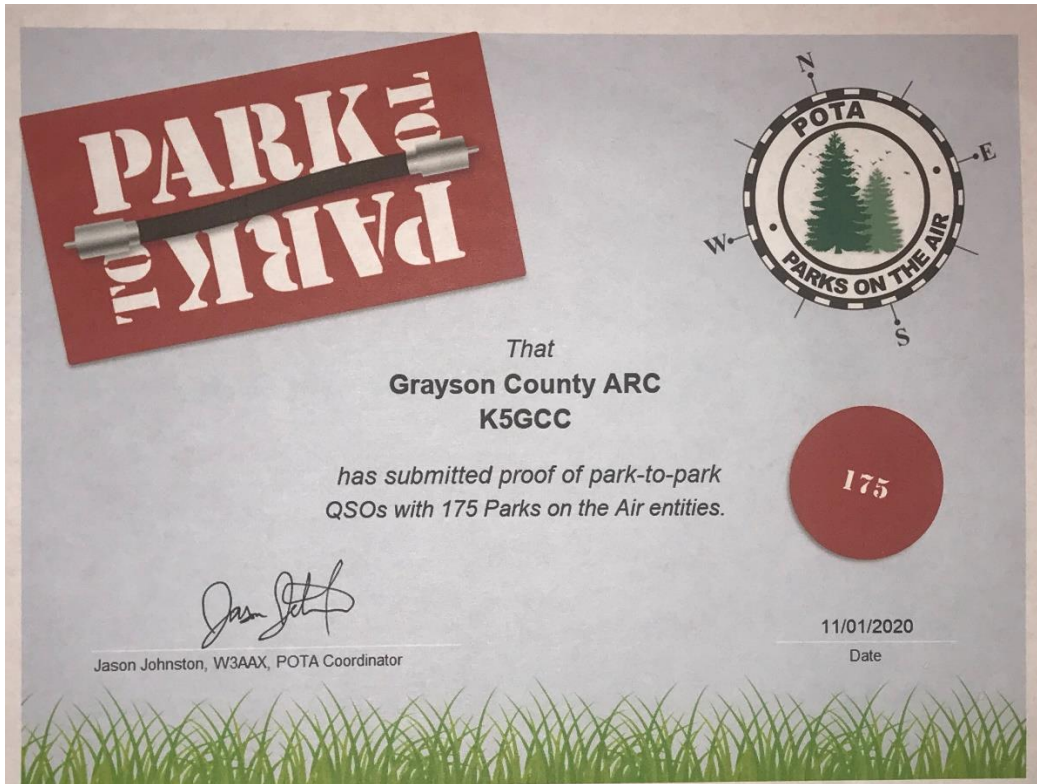 PARK TO
PARK TO
N
POTA
E
W
PARKS ON THE AIR
S
That
Grayson County ARC
K5GCC
has submitted proof of park-to-park
QSOs with 175 Parks on the Air entities.
175
Jason Johnston, W3AAX, POTA Coordinator
11/01/2020
Date